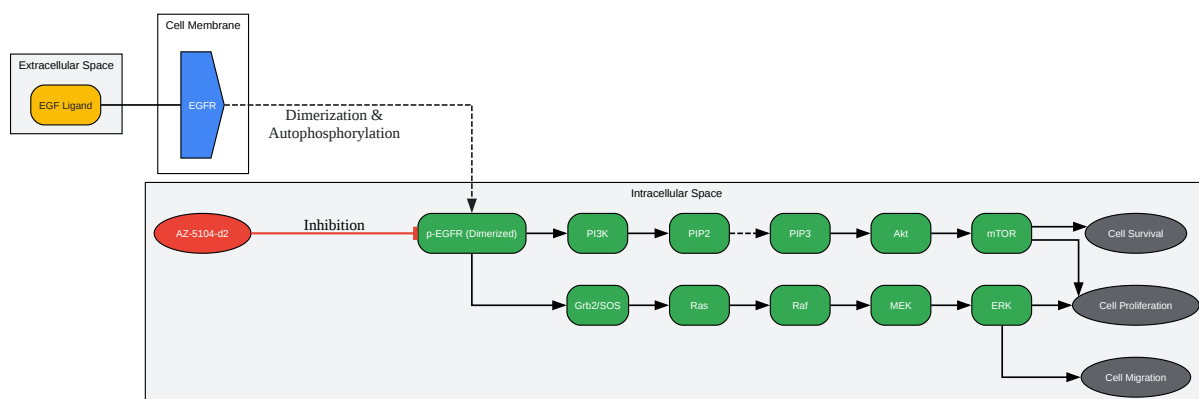 Cell Membrane
Extracellular Space
EGF Ligand
EGFR
Dimerization &
Autophosphorylation
Intracellular Space
AZ-5104-d2
Inhibition
p-EGFR (Dimerized)
PI3K
PIP2
PIP3
Akt
mTOR
Cell Survival
Grb2/SOS
Ras
Raf
MEK
ERK
Cell Proliferation
Cell Migration